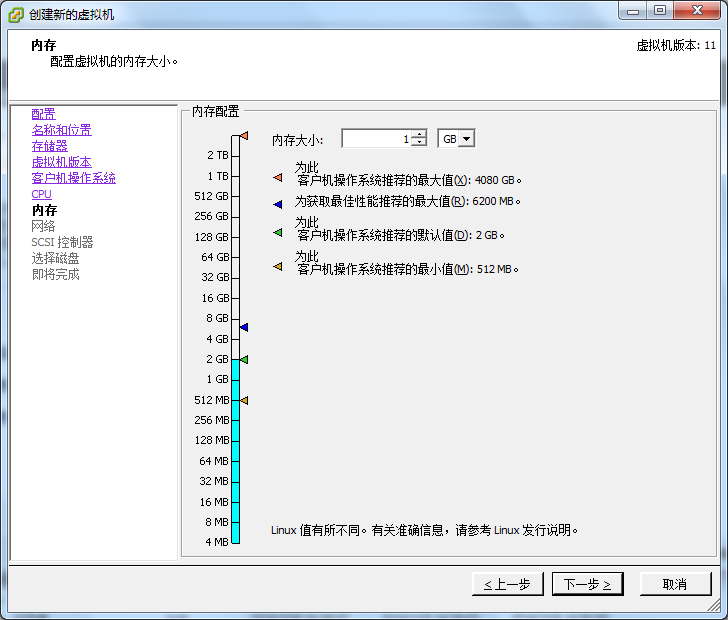 创建新的虚拟机
内存
配置虚拟机的内存大小。
虚拟机版本: 11
配置
名称和位置
存储器
虚拟机版本
客户机操作系统
CPU
内存
网络
SCSI 控制器
选择磁盘
即将完成
内存配置
内存大小:
1
GB
2 TB
1 TB
512 GB
256 GB
128 GB
64 GB
32 GB
16 GB
8 GB
4 GB
2 GB
1 GB
512 MB
256 MB
128 MB
64 MB
32 MB
16 MB
8 MB
4 MB
为此
客户机操作系统推荐的最大值(X): 4080 GB。
为获取最佳性能推荐的最大值(R): 6200 MB。
为此
客户机操作系统推荐的默认值(D): 2 GB。
为此
客户机操作系统推荐的最小值(M): 512 MB。
Linux 值有所不同。有关准确信息，请参考 Linux 发行说明。
< 上一步
下一步 >
取消